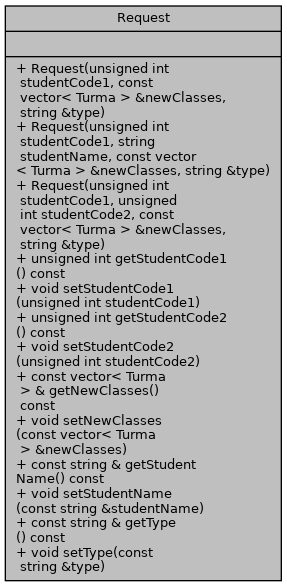 Request
+ Request(unsigned int
studentCode1, const
vector< Turma > &newClasses,
string &type)
+ Request(unsigned int
studentCode1, string
studentName, const vector
< Turma > &newClasses, string &type)
+ Request(unsigned int
studentCode1, unsigned
int studentCode2, const
vector< Turma > &newClasses,
string &type)
+ unsigned int getStudentCode1
() const
+ void setStudentCode1
(unsigned int studentCode1)
+ unsigned int getStudentCode2
() const
+ void setStudentCode2
(unsigned int studentCode2)
+ const vector< Turma
> & getNewClasses()
const
+ void setNewClasses
(const vector< Turma
> &newClasses)
+ const string & getStudent
Name() const
+ void setStudentName
(const string &studentName)
+ const string & getType
() const
+ void setType(const
string &type)